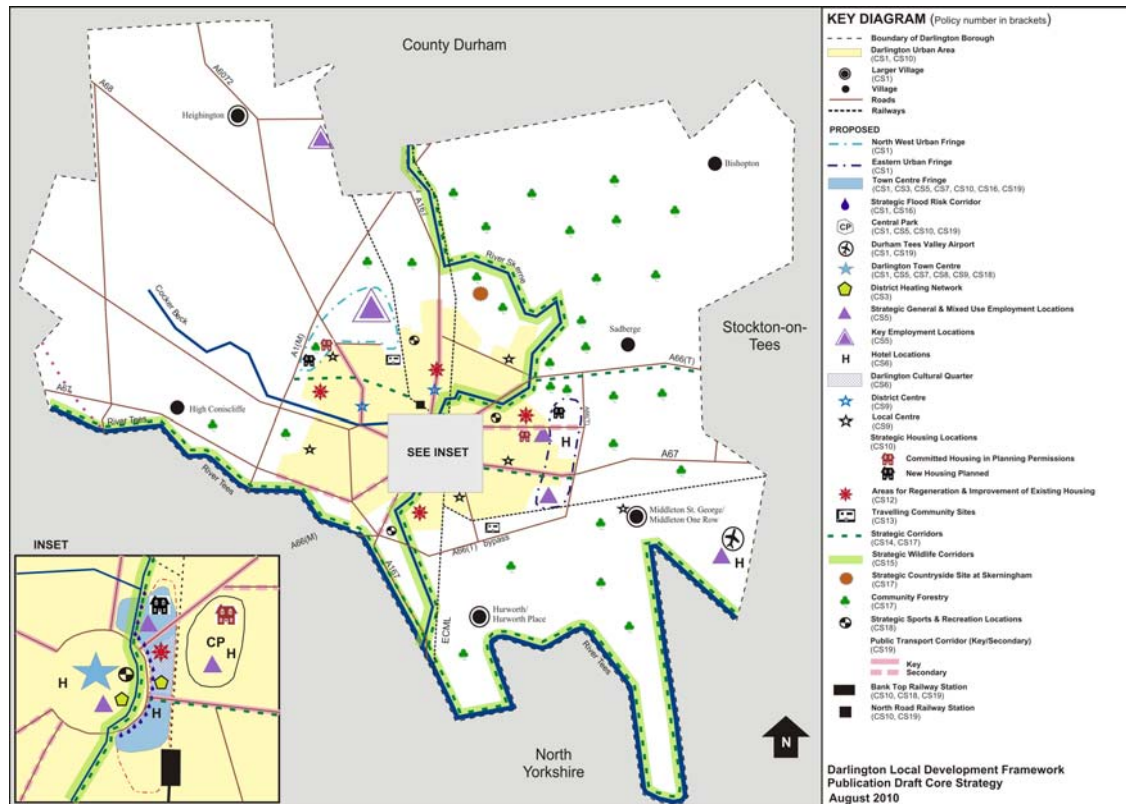 County Durham
A6072
A68
Heighington
Bishopton
A167
River Skerne
Cocker Beck
A1(M)
Sadberge
Stockton-on-
Tees
A66(T)
A67
High Coniscliffe
River Tees
River Tees
SEE INSET
H
A67
A66(M)
A66(T) bypass
A167
ECML
Middleton St. George/
Middleton One Row
H
Hurworth/
Hurworth Place
River Tees
North
Yorkshire
N
INSET
CP
H
H
H
KEY DIAGRAM (Policy number in brackets)
Boundary of Darlington Borough
Darlington Urban Area
(CS1, CS10)
Larger Village
(CS1)
Village
Roads
Railways
PROPOSED
North West Urban Fringe
(CS1)
Eastern Urban Fringe
(CS1)
Town Centre Fringe
(CS1, CS3, CS5, CS7, CS10, CS16, CS19)
Strategic Flood Risk Corridor
(CS1, CS16)
CP Central Park
(CS1, CS5, CS10, CS19)
Durham Tees Valley Airport
(CS1, CS19)
Darlington Town Centre
(CS1, CS5, CS7, CS8, CS9, CS18)
District Heating Network
(CS3)
Strategic General & Mixed Use Employment Locations
(CS5)
Key Employment Locations
(CS5)
H Hotel Locations
(CS6)
Darlington Cultural Quarter
(CS6)
District Centre
(CS9)
Local Centre
(CS9)
Strategic Housing Locations
(CS10)
Committed Housing in Planning Permissions
New Housing Planned
Areas for Regeneration & Improvement of Existing Housing
(CS12)
Travelling Community Sites
(CS13)
Strategic Corridors
(CS14, CS17)
Strategic Wildlife Corridors
(CS15)
Strategic Countryside Site at Skerningham
(CS17)
Community Forestry
(CS17)
Strategic Sports & Recreation Locations
(CS18)
Public Transport Corridor (Key/Secondary)
(CS19)
Key
Secondary
Bank Top Railway Station
(CS10, CS18, CS19)
North Road Railway Station
(CS10, CS19)
Darlington Local Development Framework
Publication Draft Core Strategy
August 2010